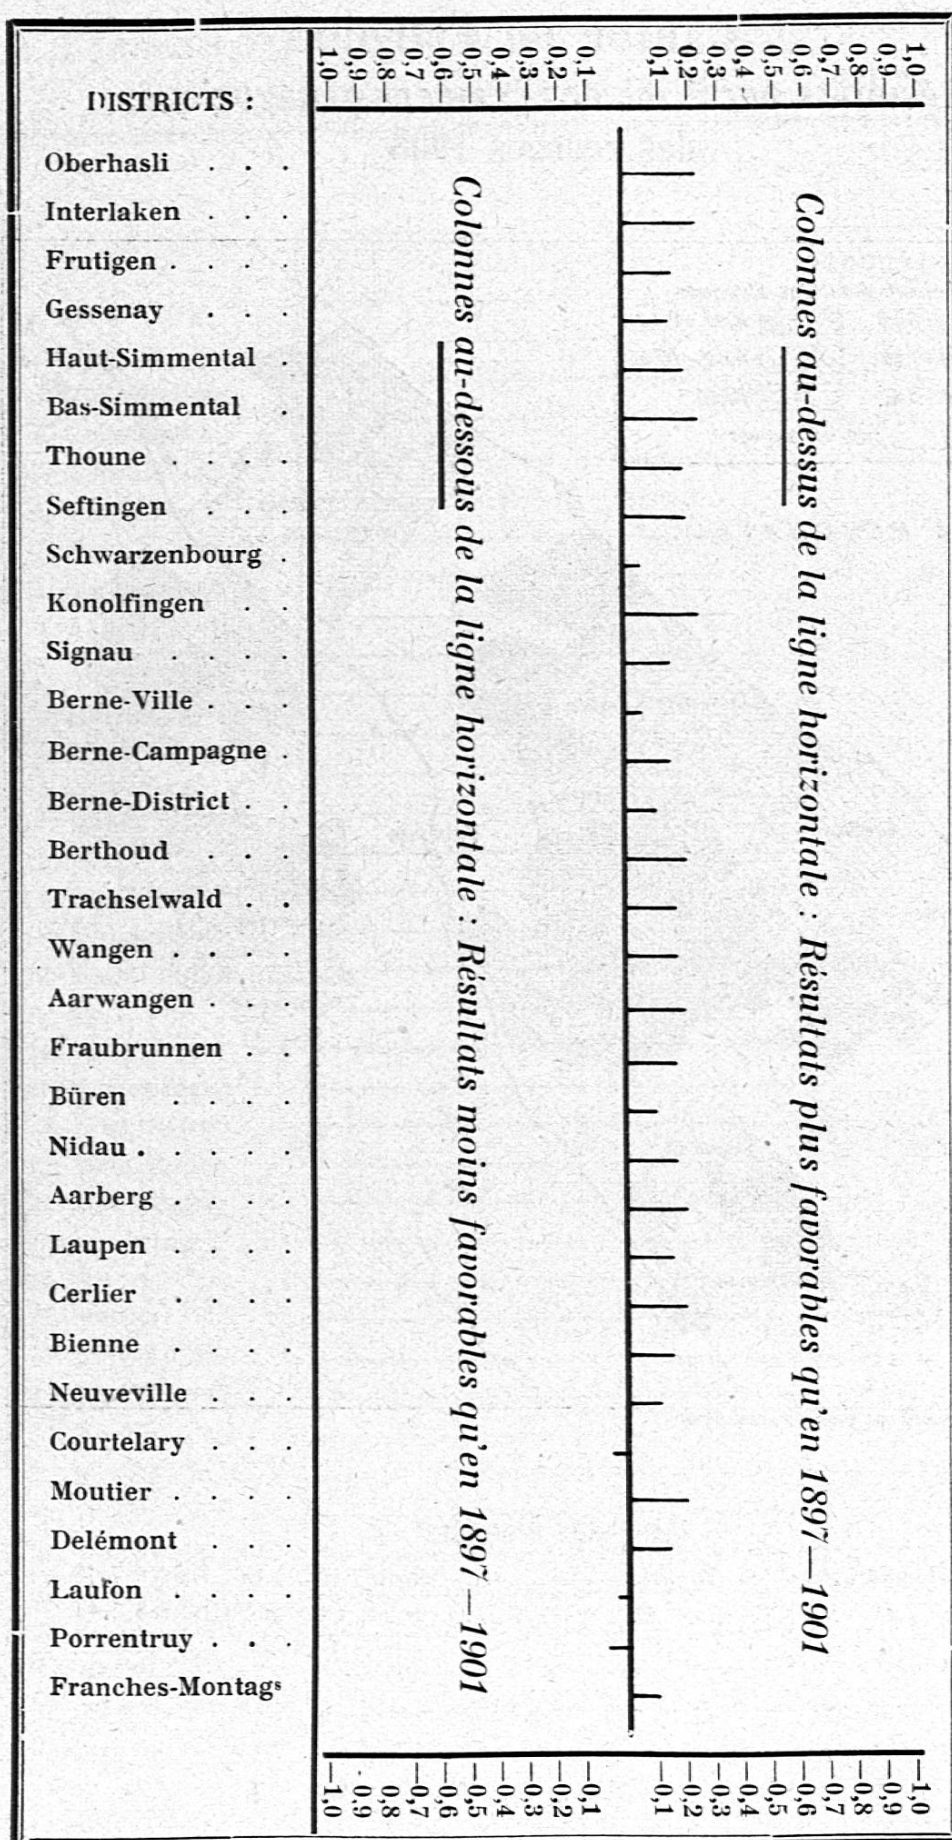 DISTRICTS :
Oberhasli . . .
Interlaken . . .
Frutigen . . . .
Gessenay . . .
Haut-Simmental .
Bas-Simmental .
Thoune . . . .
Seftingen . . .
Schwarzenbourg .
Konolfingen . .
Signau . . . .
Berne-Ville . . .
Berne-Campagne .
Berne-District . .
Berthoud . . .
Trachselwald . .
Wangen . . . .
Aarwangen . . .
Fraubrunnen . .
Büren . . . .
Nidau . . . . .
Aarberg . . . .
Laupen . . . .
Cerlier . . . .
Bienne . . . .
Neuveville . . .
Courtelary . . .
Moutier . . . .
Delémont . . .
Laufon . . . .
Porrentruy . . .
Franches-Montagˢ
1,0—
0,9—
0,8—
0,7—
0,6—
0,5—
0,4—
0,3—
0,2—
0,1—
0,1—
0,2—
0,3—
0,4—
0,5—
0,6—
0,7—
0,8—
0,9—
1,0—
Colonnes au-dessus de la ligne horizontale : Résultats plus favorables qu'en 1897—1901
Colonnes au-dessous de la ligne horizontale : Résultats moins favorables qu'en 1897—1901
—1,0
—0,9
—0,8
—0,7
—0,6
—0,5
—0,4
—0,3
—0,2
—0,1
—0,1
—0,2
—0,3
—0,4
—0,5
—0,6
—0,7
—0,8
—0,9
—1,0